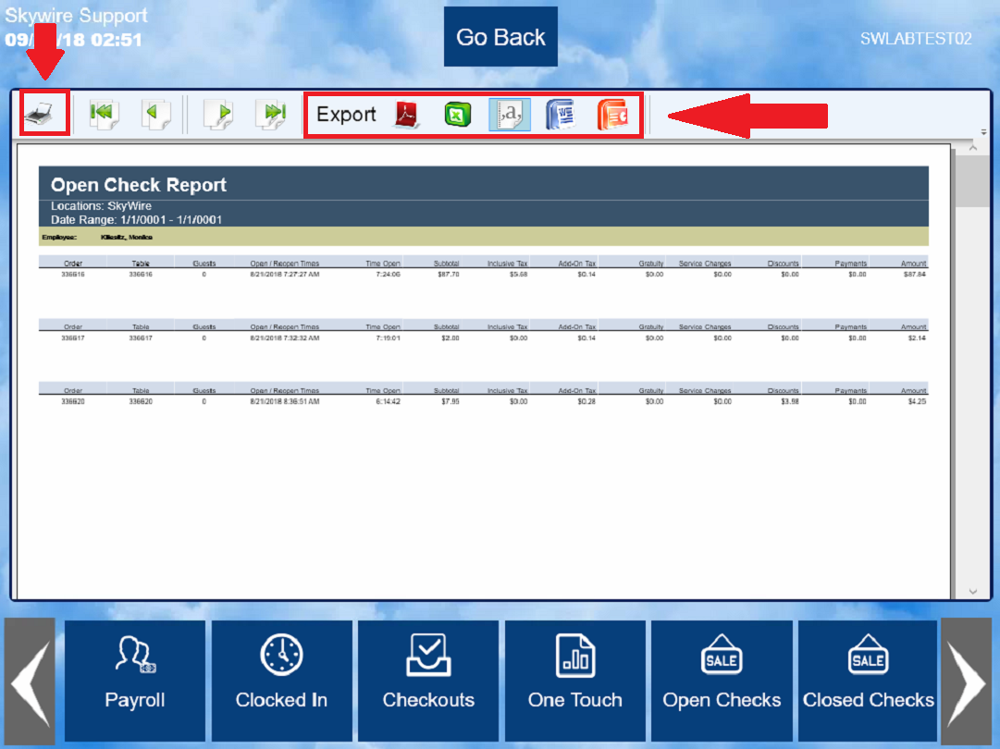 Skywire Support
09/ /18 02:51
Go Back
SWLABTEST02
Export
,a,
Open Check Report
Locations: SkyWire
Date Range: 1/1/0001 - 1/1/0001
Employee: Monica
Order Table Guests Open / Reopen Times Time Open Subtotal Inclusive Tax Add-On Tax Gratuity Service Charges Discounts Payments Amount
336616 336616 0 8/21/2018 7:27:27 AM 7:24:06 $87.70 $5.68 $0.14 $0.00 $0.00 $0.00 $0.00 $87.84
Order Table Guests Open / Reopen Times Time Open Subtotal Inclusive Tax Add-On Tax Gratuity Service Charges Discounts Payments Amount
336617 336617 0 8/21/2018 7:32:32 AM 7:19:01 $2.00 $0.00 $0.14 $0.00 $0.00 $0.00 $0.00 $2.14
Order Table Guests Open / Reopen Times Time Open Subtotal Inclusive Tax Add-On Tax Gratuity Service Charges Discounts Payments Amount
336620 336620 0 8/21/2018 8:36:51 AM 6:14:42 $7.95 $0.00 $0.28 $0.00 $0.00 $3.98 $0.00 $4.25
SALE SALE
Payroll Clocked In Checkouts One Touch Open Checks Closed Checks